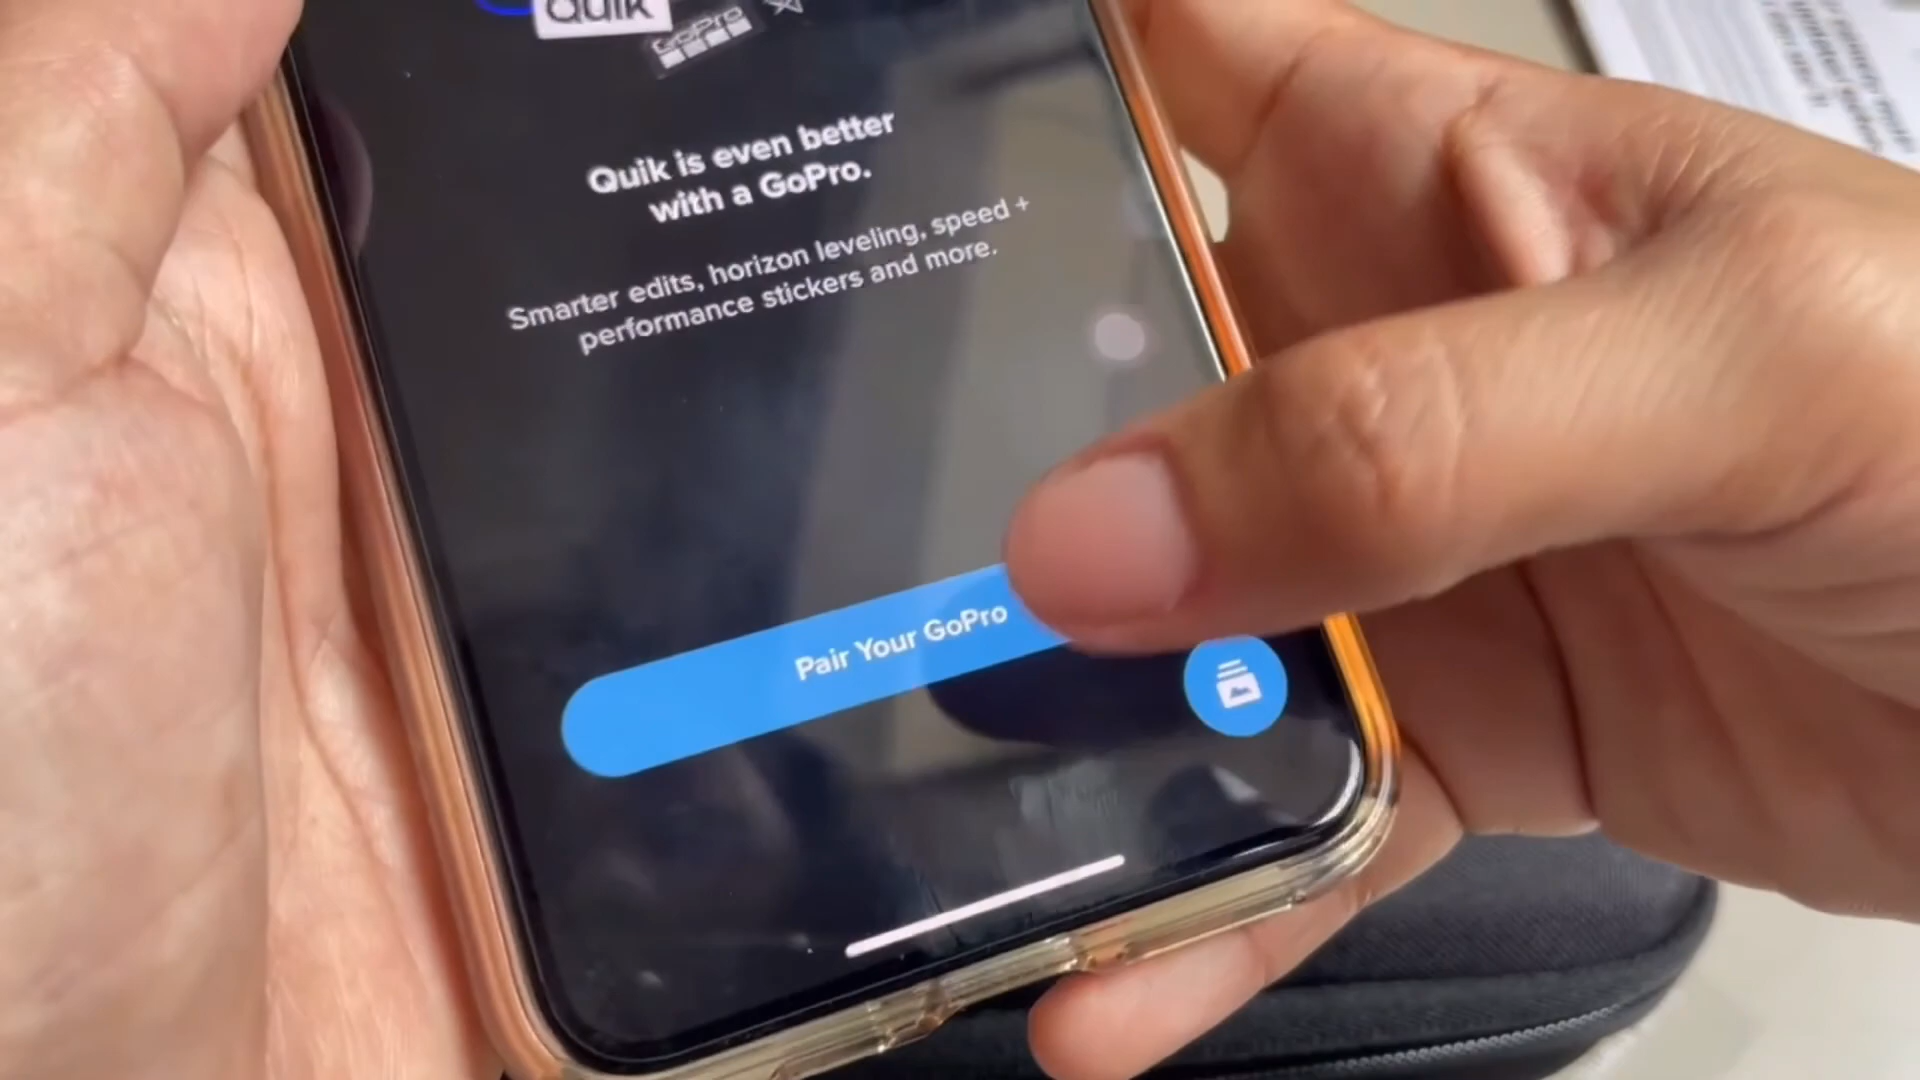 Quik
GoPro
Quik is even better
with a GoPro.
Smarter edits, horizon leveling, speed +
performance stickers and more.
Pair Your GoPro